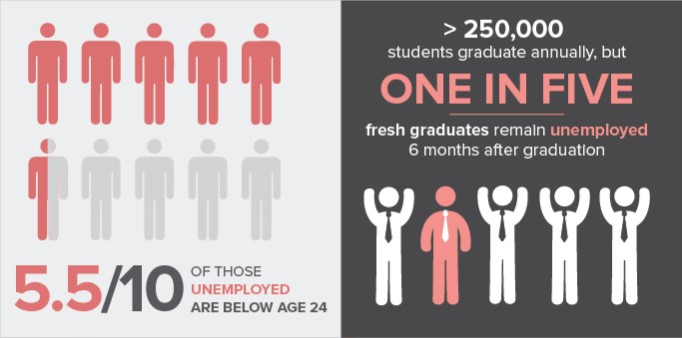 5.5/10
OF THOSE
UNEMPLOYED
ARE BELOW AGE 24
> 250,000
students graduate annually, but
ONE IN FIVE
fresh graduates remain unemployed
6 months after graduation